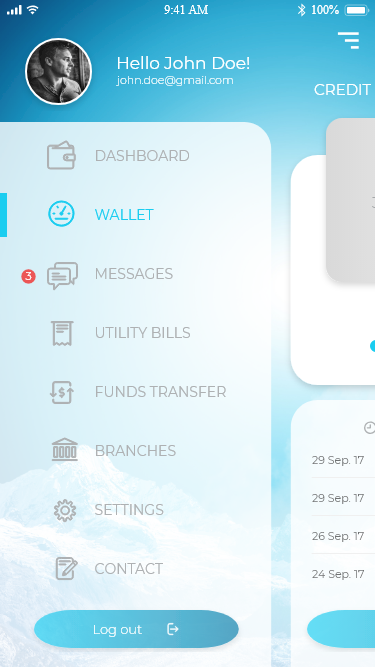 9:41 AM
100%
Hello John Doe!
john.doe@gmail.com
CREDIT
DASHBOARD
WALLET
3
MESSAGES
UTILITY BILLS
FUNDS TRANSFER
BRANCHES
SETTINGS
CONTACT
Log out
29 Sep. 17
29 Sep. 17
26 Sep. 17
24 Sep. 17